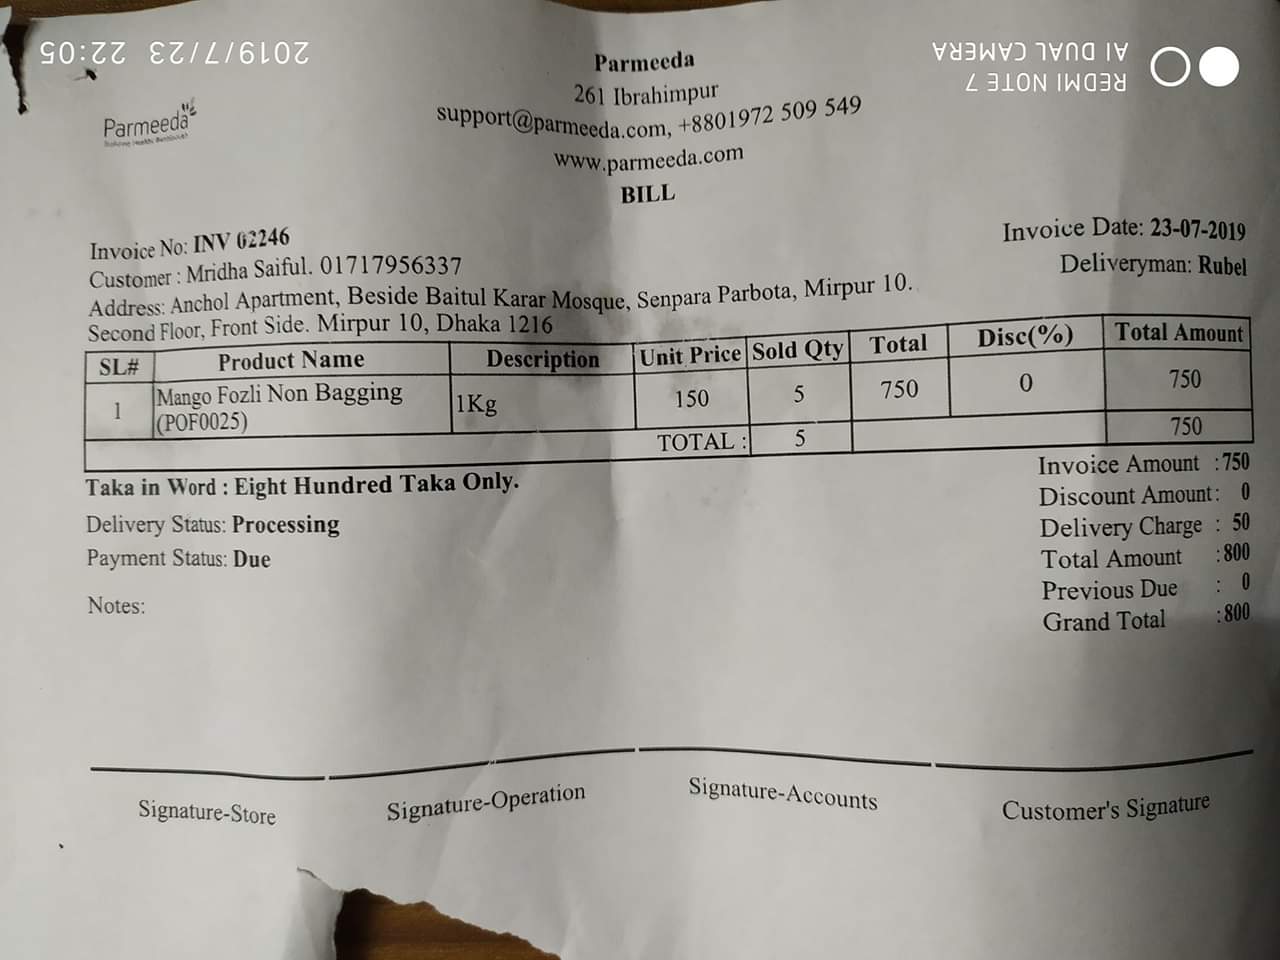 2019/7/23 22:05
REDMI NOTE 7
AI DUAL CAMERA
Parmeeda
Parmeeda
261 Ibrahimpur
support@parmeeda.com, +8801972 509 549
www.parmeeda.com
BILL
Invoice No: INV 02246
Invoice Date: 23-07-2019
Customer : Mridha Saiful. 01717956337
Deliveryman: Rubel
Address: Anchol Apartment, Beside Baitul Karar Mosque, Senpara Parbota, Mirpur 10.
Second Floor, Front Side. Mirpur 10, Dhaka 1216
SL# Product Name Description Unit Price Sold Qty Total Disc(%) Total Amount
1 Mango Fozli Non Bagging (POF0025) 1Kg 150 5 750 0 750
TOTAL : 5 750
Taka in Word : Eight Hundred Taka Only.
Delivery Status: Processing
Payment Status: Due
Notes:
Invoice Amount :750
Discount Amount: 0
Delivery Charge : 50
Total Amount :800
Previous Due : 0
Grand Total :800
Signature-Store Signature-Operation Signature-Accounts Customer's Signature